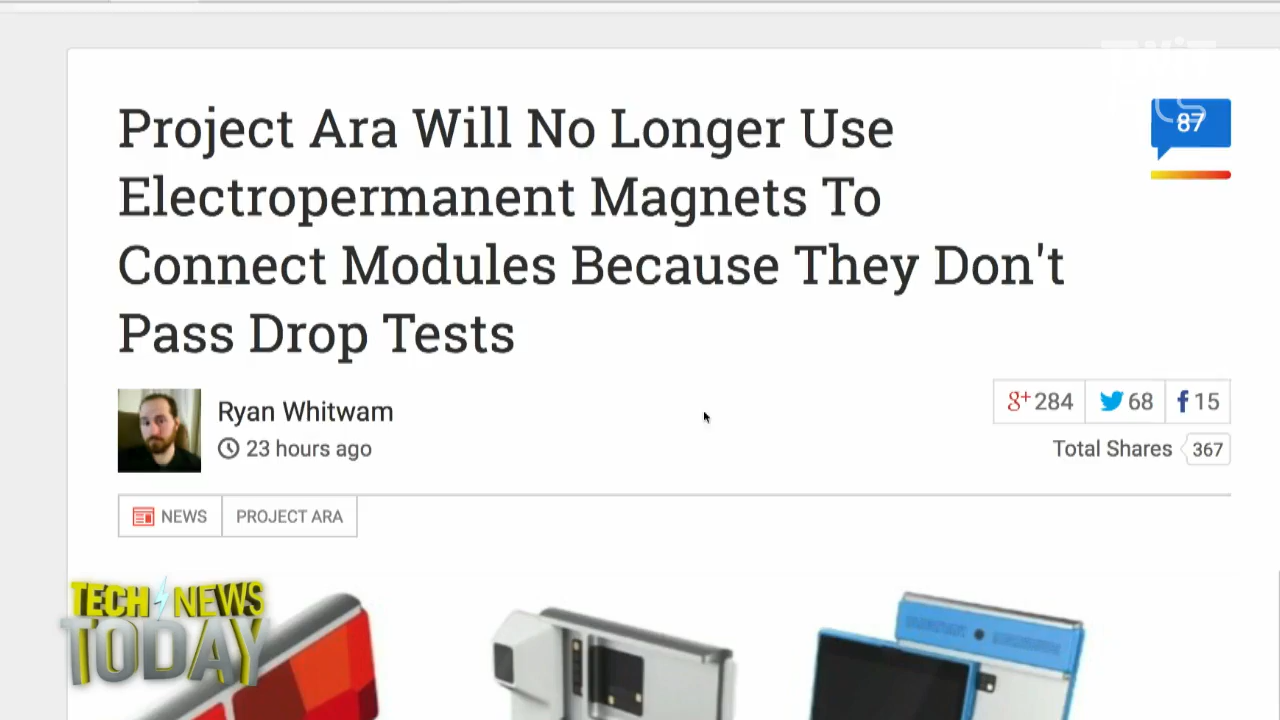 Project Ara Will No Longer Use
87
Electropermanent Magnets To
Connect Modules Because They Don't
Pass Drop Tests
Ryan Whitwam
23 hours ago
g+ 284
68
f 15
Total Shares
367
NEWS
PROJECT ARA
TECH NEWS
TODAY